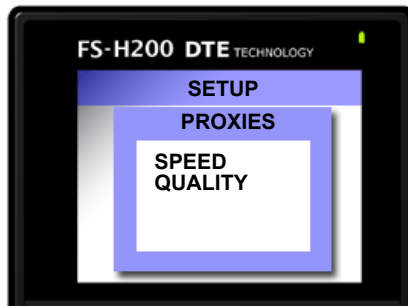 FS-H200 DTE TECHNOLOGY
SETUP
PROXIES
SPEED
QUALITY